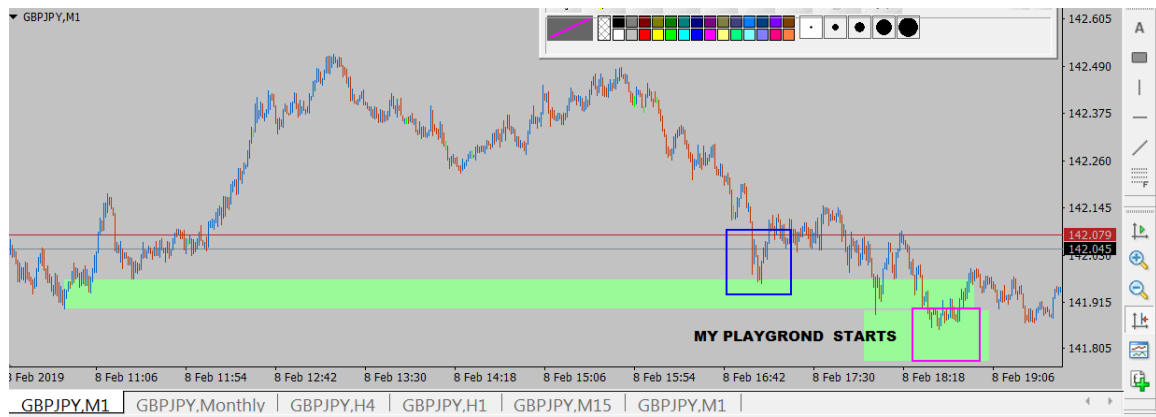 GBPJPY,M1
142.605
142.490
142.375
142.260
142.145
142.079
142.045
142.030
141.915
141.805
MY PLAYGROND STARTS
8 Feb 2019
8 Feb 11:06
8 Feb 11:54
8 Feb 12:42
8 Feb 13:30
8 Feb 14:18
8 Feb 15:06
8 Feb 15:54
8 Feb 16:42
8 Feb 17:30
8 Feb 18:18
8 Feb 19:06
GBPJPY,M1
GBPJPY,Monthly
GBPJPY,H4
GBPJPY,H1
GBPJPY,M15
GBPJPY,M1
A
F